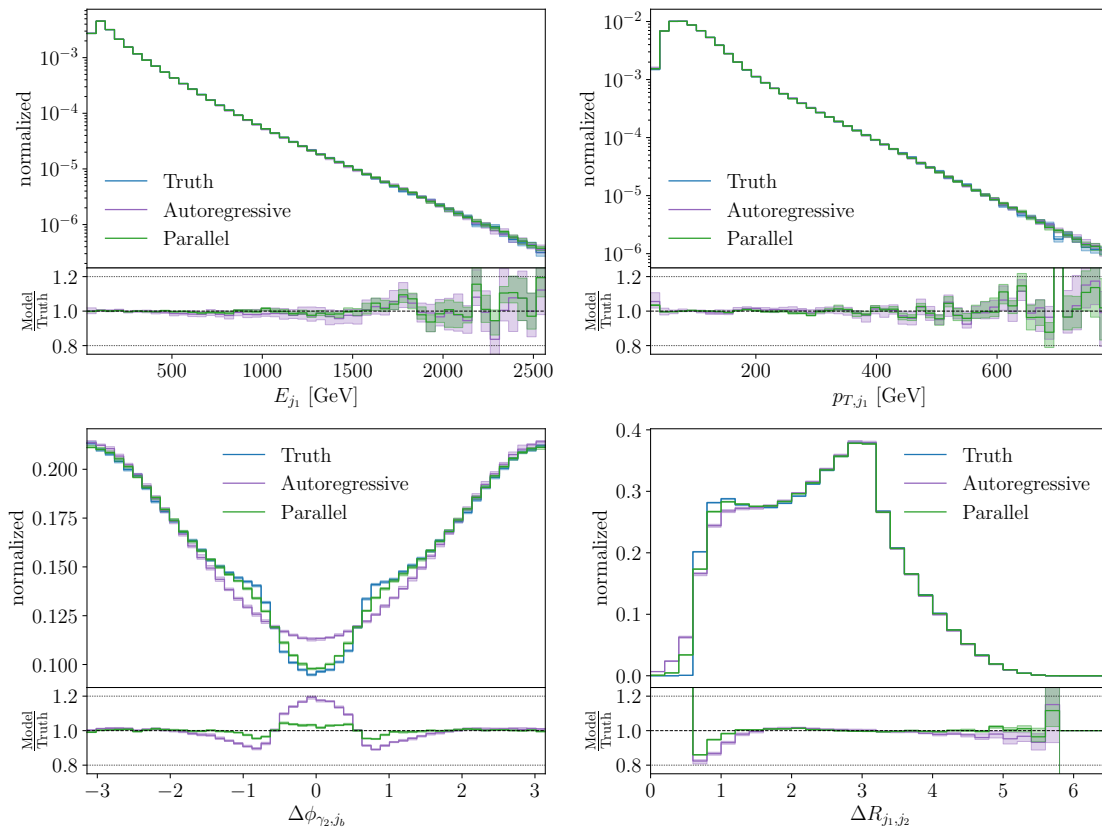 normalized
10⁻³
10⁻⁴
10⁻⁵
10⁻⁶
Truth
Autoregressive
Parallel
Model
Truth
1.2
1.0
0.8
500 1000 1500 2000 2500
E_{j₁} [GeV]
normalized
10⁻²
10⁻³
10⁻⁴
10⁻⁵
10⁻⁶
Truth
Autoregressive
Parallel
Model
Truth
1.2
1.0
0.8
200 400 600
p_{T,j₁} [GeV]
normalized
0.200
0.175
0.150
0.125
0.100
Truth
Autoregressive
Parallel
Model
Truth
1.2
1.0
0.8
−3 −2 −1 0 1 2 3
Δϕ_{γ₂,j_b}
normalized
0.4
0.3
0.2
0.1
0.0
Truth
Autoregressive
Parallel
Model
Truth
1.2
1.0
0.8
0 1 2 3 4 5 6
ΔR_{j₁,j₂}